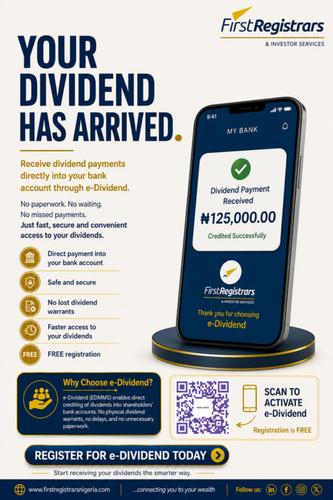 FirstRegistrars
& INVESTOR SERVICES
YOUR
DIVIDEND
HAS ARRIVED.
Receive dividend payments
directly into your bank
account through e-Dividend.
No paperwork. No waiting.
No missed payments.
Just fast, secure and convenient
access to your dividends.
Direct payment into
your bank account
Safe and secure
No lost dividend
warrants
Faster access to
your dividends
FREE
FREE registration
9:41
MY BANK
Dividend Payment
Received
₦125,000.00
Credited Successfully
FirstRegistrars
& INVESTOR SERVICES
Thank you for choosing
e-Dividend
Why Choose e-Dividend?
e-Dividend (EDMMS) enables direct
crediting of dividends into shareholders'
bank accounts. No physical dividend
warrants, no delays, and no unnecessary
paperwork.
SCAN TO
ACTIVATE
e-Dividend
Registration is FREE
REGISTER FOR e-DIVIDEND TODAY
Start receiving your dividends the smarter way.
www.firstregistrarsnigeria.com
...connecting you to your wealth
Follow us: